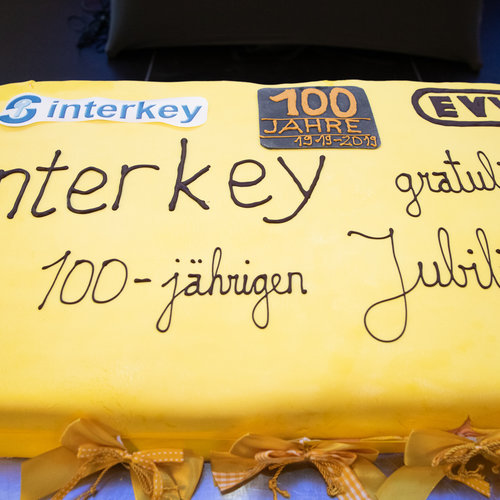 interkey
100
JAHRE
1919-2019
EVV
nterkey gratul
100-jährigen Jubil